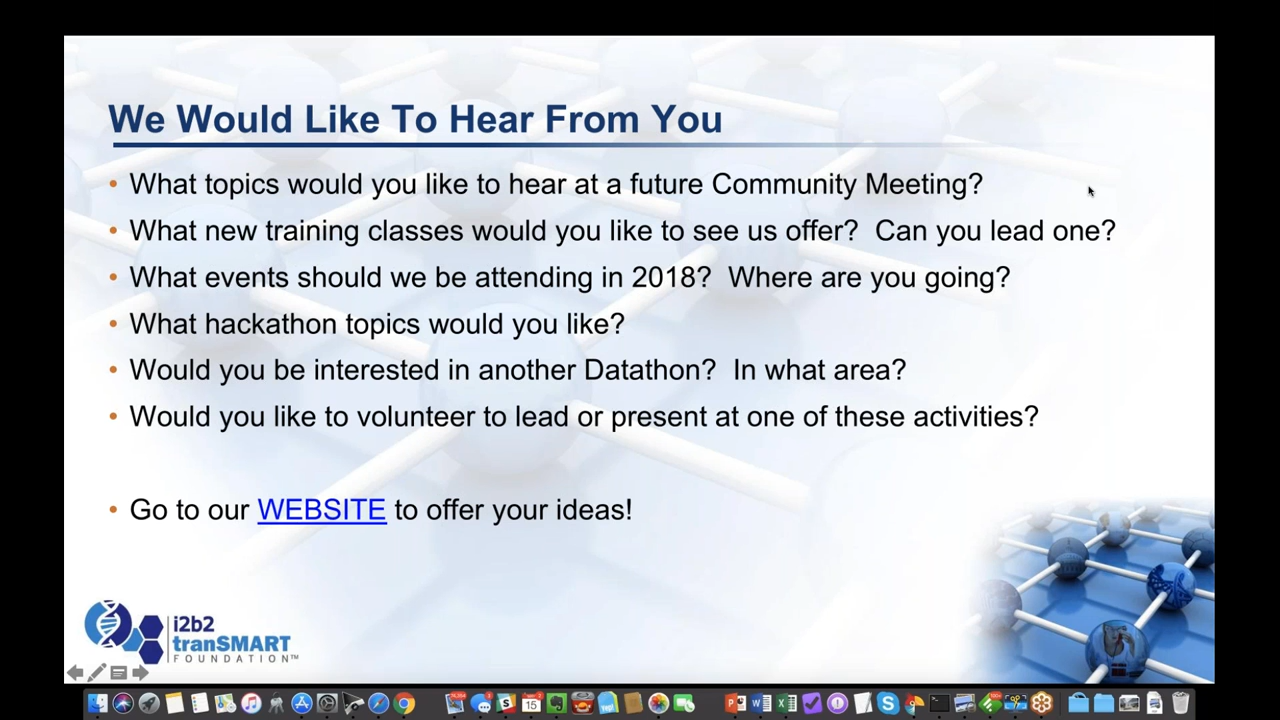 We Would Like To Hear From You
• What topics would you like to hear at a future Community Meeting?
• What new training classes would you like to see us offer?  Can you lead one?
• What events should we be attending in 2018?  Where are you going?
• What hackathon topics would you like?
• Would you be interested in another Datathon?  In what area?
• Would you like to volunteer to lead or present at one of these activities?
• Go to our WEBSITE to offer your ideas!
i2b2
tranSMART
FOUNDATION™
15